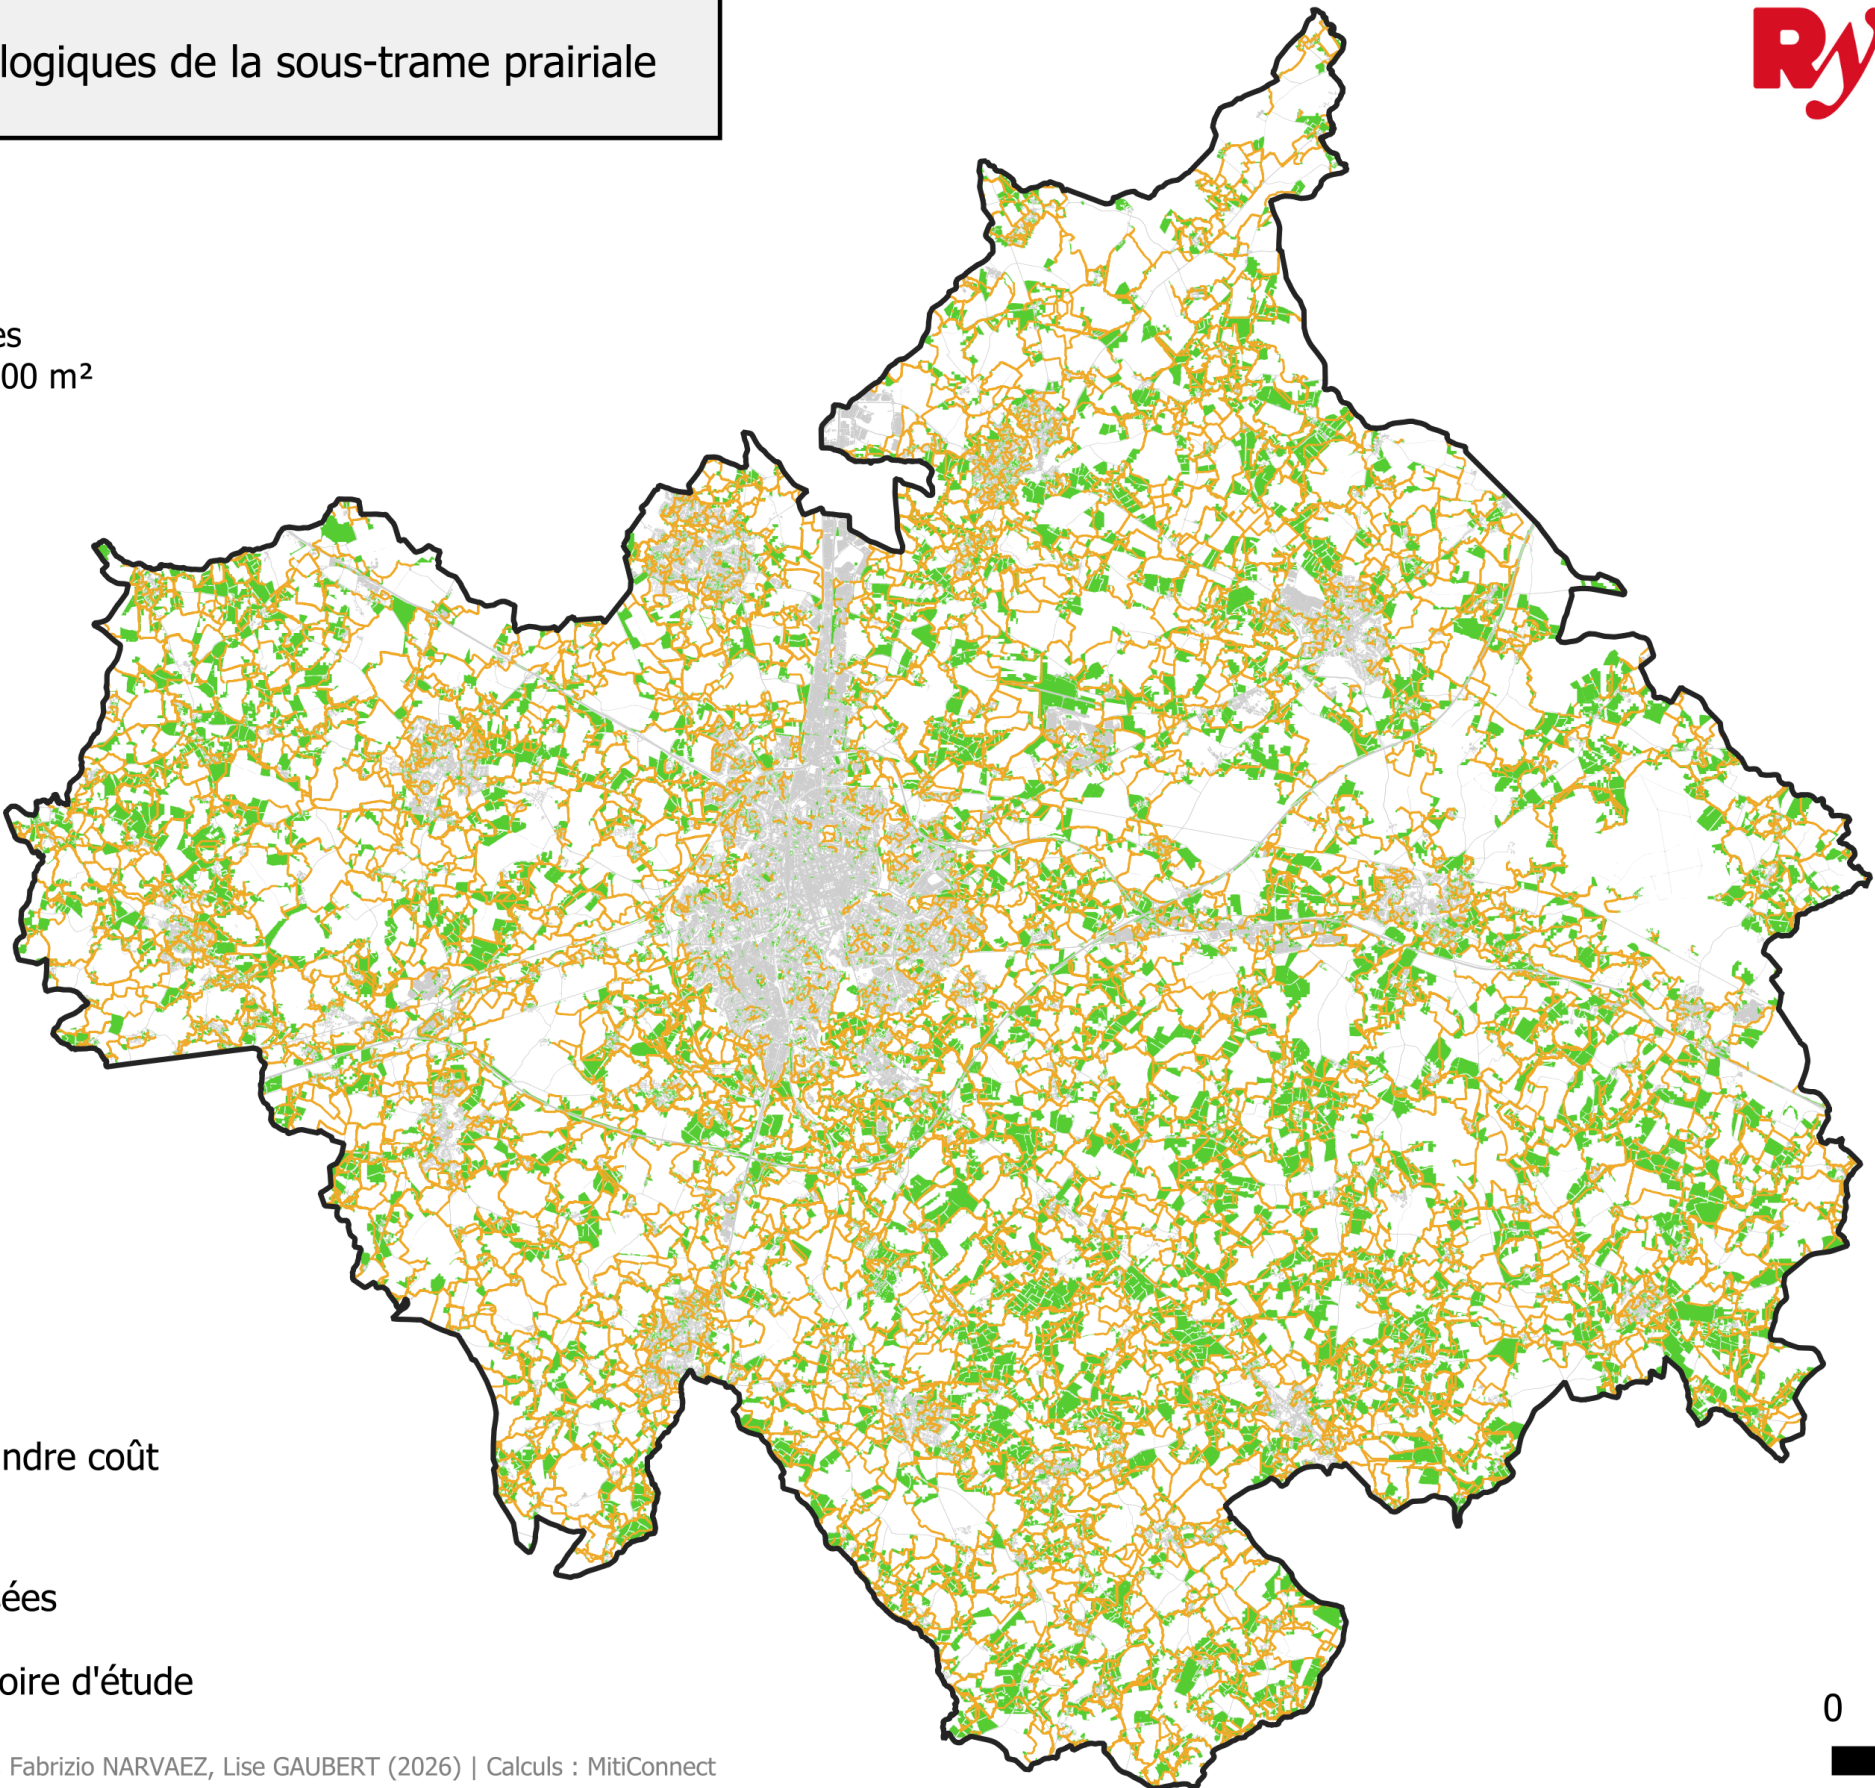 logiques de la sous-trame prairiale
Ry
es
00 m²
ndre coût
ées
oire d'étude
0
Fabrizio NARVAEZ, Lise GAUBERT (2026) | Calculs : MitiConnect